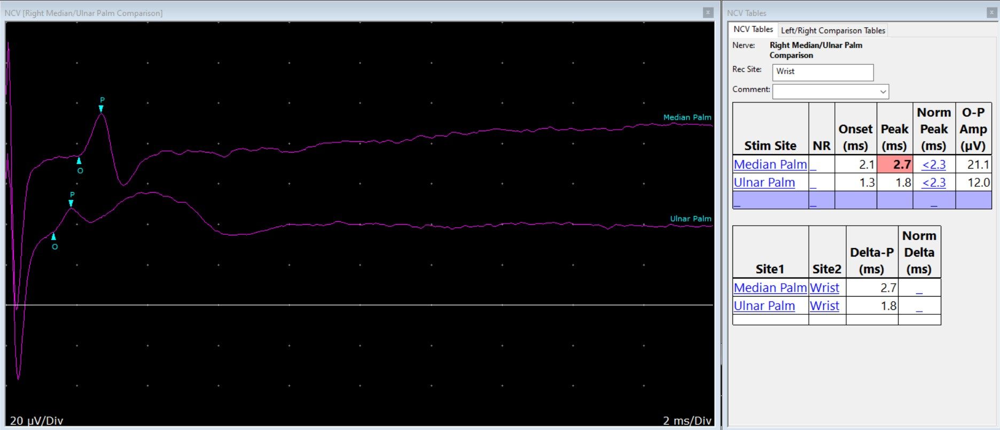 NCV [Right Median/Ulnar Palm Comparison]
P
Median Palm
O
P
Ulnar Palm
O
20 µV/Div
2 ms/Div
NCV Tables
NCV Tables Left/Right Comparison Tables
Nerve: Right Median/Ulnar Palm
Comparison
Rec Site: Wrist
Comment:
Norm O-P
Onset Peak Peak Amp
Stim Site NR (ms) (ms) (ms) (µV)
Median Palm _ 2.1 2.7 <2.3 21.1
Ulnar Palm _ 1.3 1.8 <2.3 12.0
_ _ _
Norm
Delta-P Delta
Site1 Site2 (ms) (ms)
Median Palm Wrist 2.7 _
Ulnar Palm Wrist 1.8 _